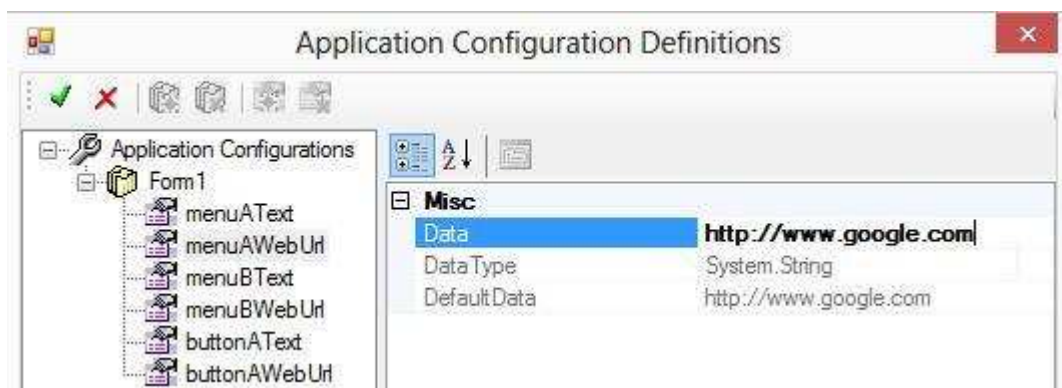 Application Configuration Definitions
Application Configurations
Form1
menuAText
menuAWebUrl
menuBText
menuBWebUrl
buttonAText
buttonAWebUrl
A
Z
Misc
Data http://www.google.com
DataType System.String
DefaultData http://www.google.com